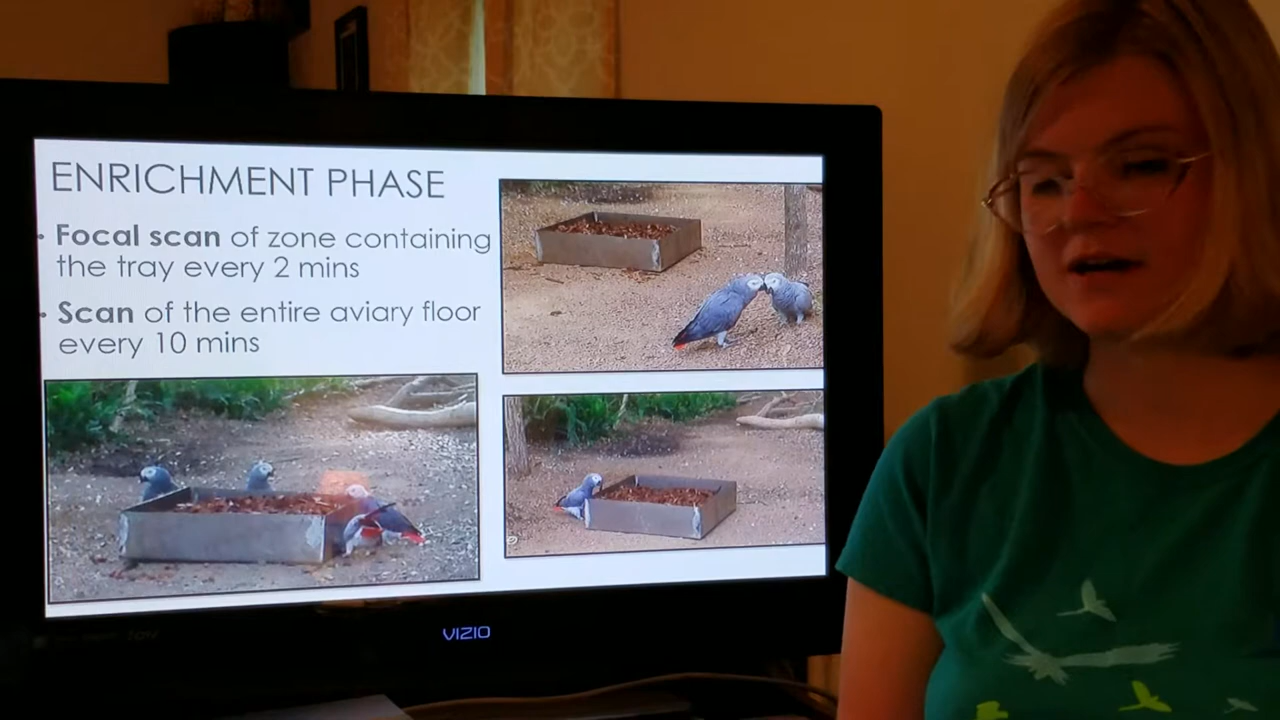 ENRICHMENT PHASE
• Focal scan of zone containing
the tray every 2 mins
• Scan of the entire aviary floor
every 10 mins
VIZIO